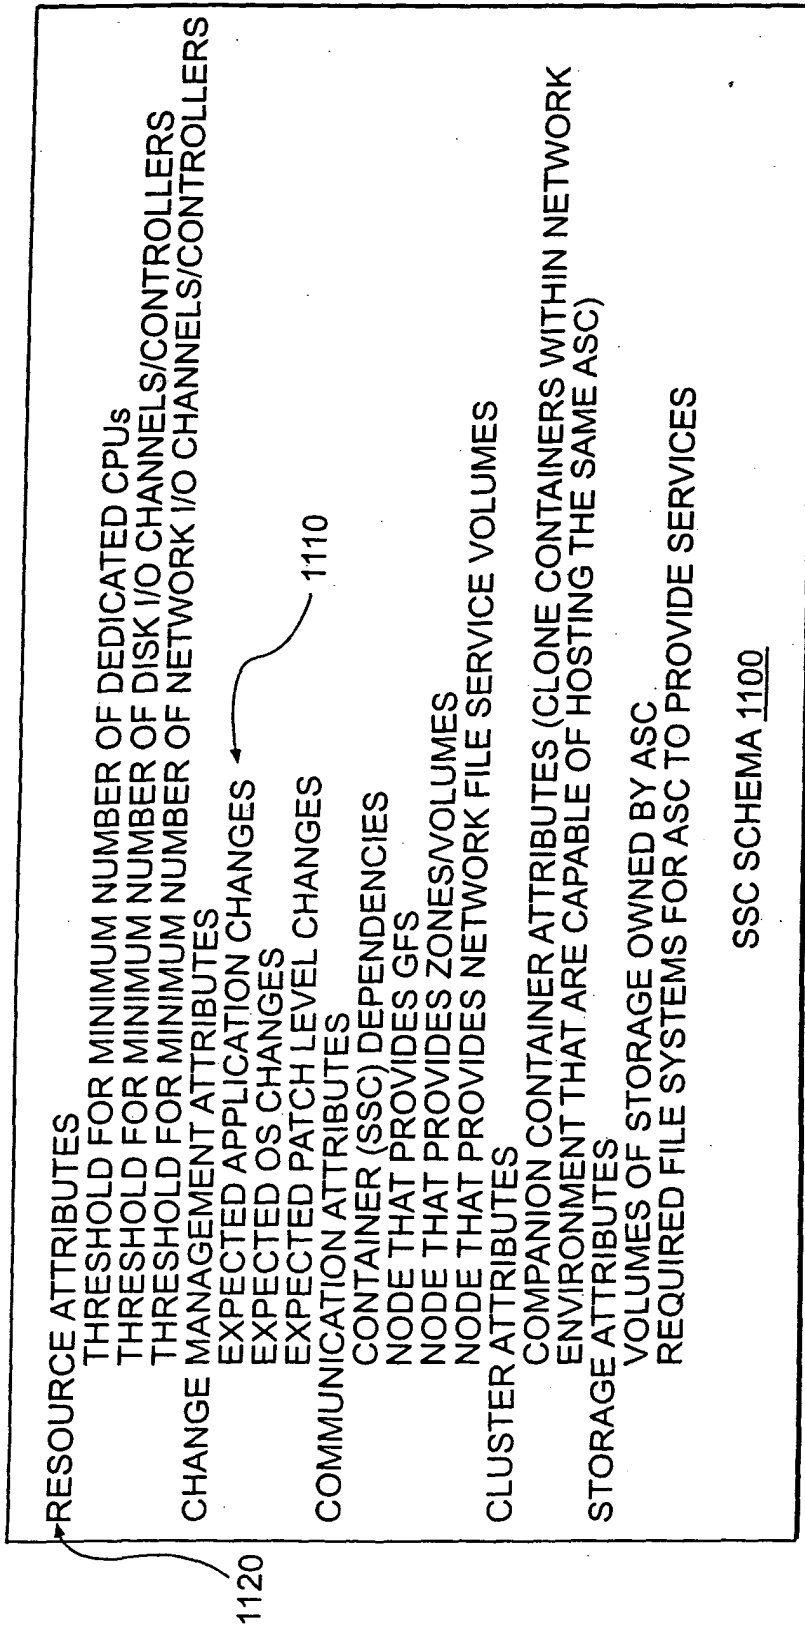 1120
RESOURCE ATTRIBUTES
THRESHOLD FOR MINIMUM NUMBER OF DEDICATED CPUs
THRESHOLD FOR MINIMUM NUMBER OF DISK I/O CHANNELS/CONTROLLERS
THRESHOLD FOR MINIMUM NUMBER OF NETWORK I/O CHANNELS/CONTROLLERS
CHANGE MANAGEMENT ATTRIBUTES
EXPECTED APPLICATION CHANGES
1110
EXPECTED OS CHANGES
EXPECTED PATCH LEVEL CHANGES
COMMUNICATION ATTRIBUTES
CONTAINER (SSC) DEPENDENCIES
NODE THAT PROVIDES GFS
NODE THAT PROVIDES ZONES/VOLUMES
NODE THAT PROVIDES NETWORK FILE SERVICE VOLUMES
CLUSTER ATTRIBUTES
COMPANION CONTAINER ATTRIBUTES (CLONE CONTAINERS WITHIN NETWORK
ENVIRONMENT THAT ARE CAPABLE OF HOSTING THE SAME ASC)
STORAGE ATTRIBUTES
VOLUMES OF STORAGE OWNED BY ASC
REQUIRED FILE SYSTEMS FOR ASC TO PROVIDE SERVICES
SSC SCHEMA 1100